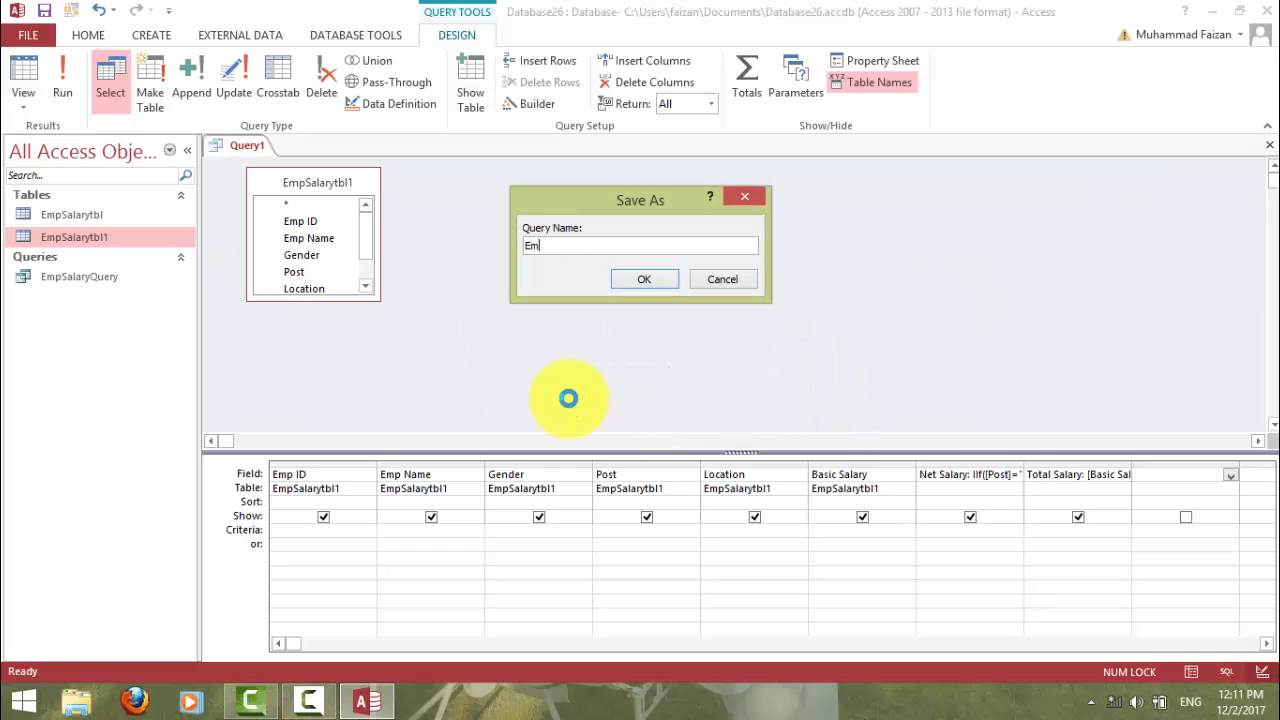 QUERY TOOLS
Database26 : Database- C:\Users\faizan\Documents\Database26.accdb (Access 2007 - 2013 file format) - Access
FILE HOME CREATE EXTERNAL DATA DATABASE TOOLS DESIGN Muhammad Faizan
View Run Select Make Table Append Update Crosstab Delete
Union
Pass-Through
Data Definition
Show Table
Insert Rows
Delete Rows
Builder
Insert Columns
Delete Columns
Return: All
Totals Parameters
Property Sheet
XYZ Table Names
Results Query Type Query Setup Show/Hide
All Access Obje...
Search...
Tables
EmpSalarytbl
EmpSalarytbl1
Queries
EmpSalaryQuery
Query1
EmpSalarytbl1
*
Emp ID
Emp Name
Gender
Post
Location
Save As
?
Query Name:
Em
OK Cancel
Field: Emp ID Emp Name Gender Post Location Basic Salary Net Salary: IIf([Post]=" Total Salary: [Basic Sal
Table: EmpSalarytbl1 EmpSalarytbl1 EmpSalarytbl1 EmpSalarytbl1 EmpSalarytbl1 EmpSalarytbl1
Sort:
Show:
Criteria:
or:
Ready NUM LOCK SQL
ENG
12:11 PM
12/2/2017